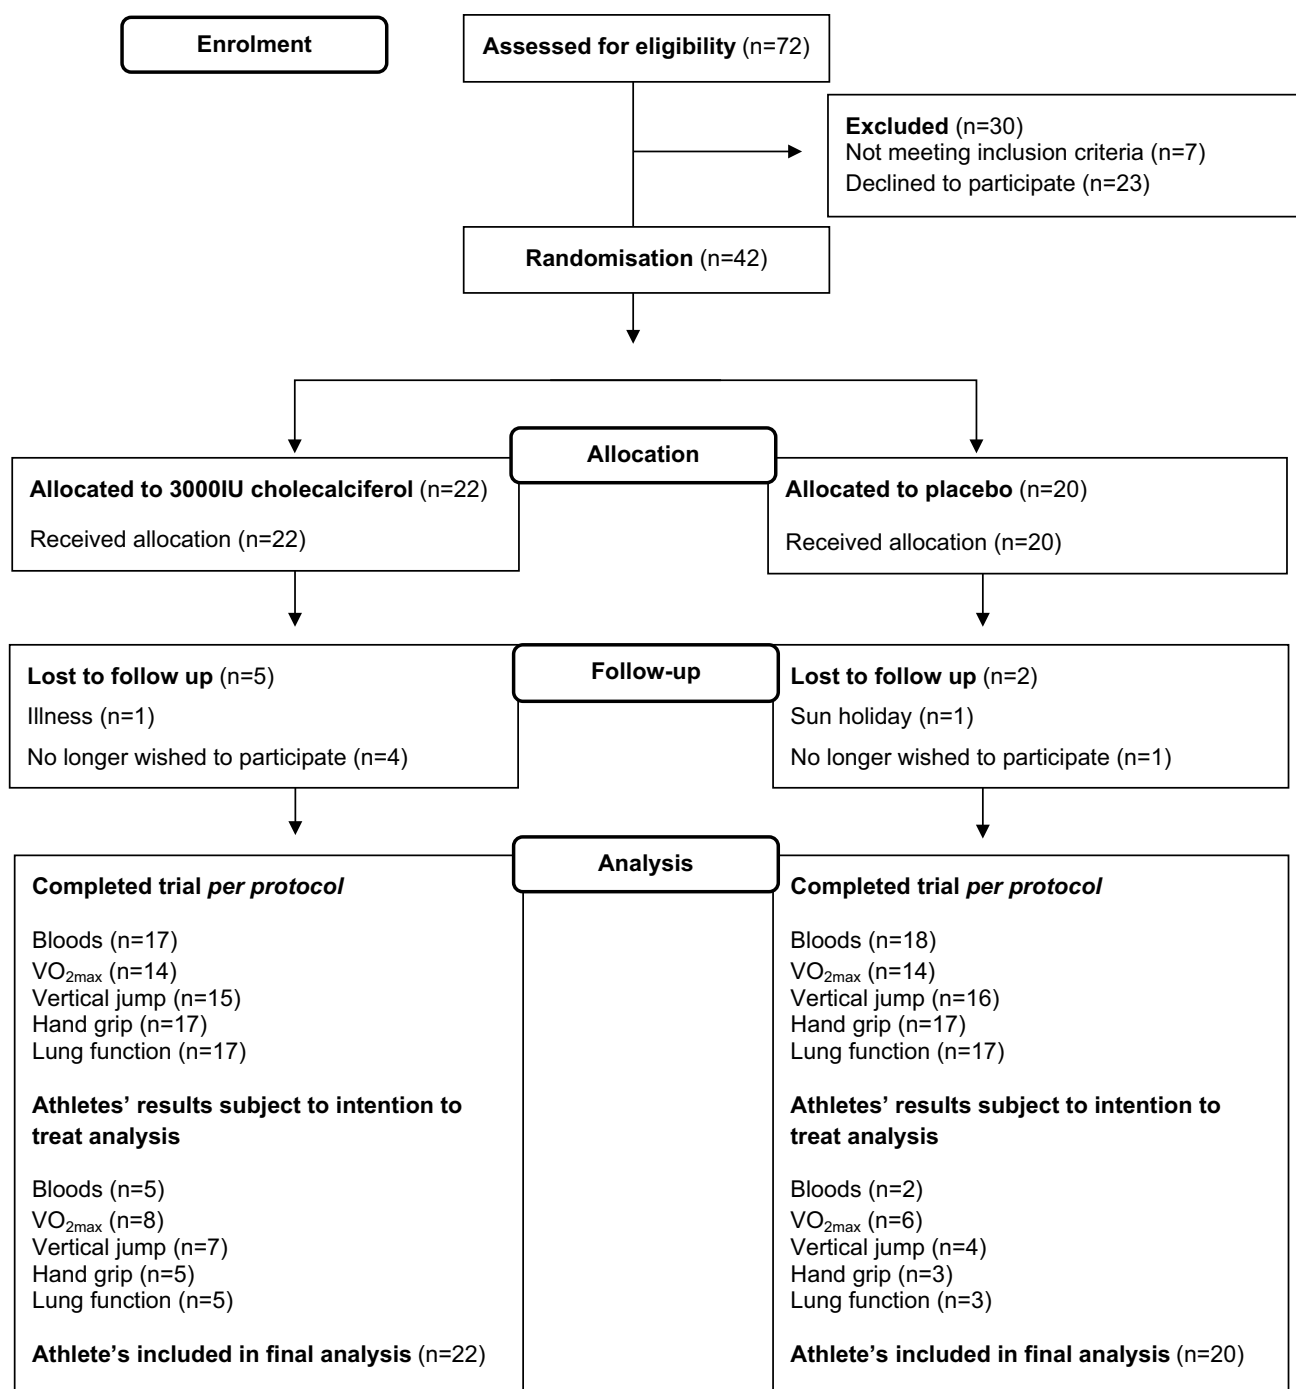 Enrolment
Assessed for eligibility (n=72)
Excluded (n=30)
Not meeting inclusion criteria (n=7)
Declined to participate (n=23)
Randomisation (n=42)
Allocation
Allocated to 3000IU cholecalciferol (n=22)
Received allocation (n=22)
Allocated to placebo (n=20)
Received allocation (n=20)
Follow-up
Lost to follow up (n=5)
Illness (n=1)
No longer wished to participate (n=4)
Lost to follow up (n=2)
Sun holiday (n=1)
No longer wished to participate (n=1)
Analysis
Completed trial per protocol
Bloods (n=17)
VO2max (n=14)
Vertical jump (n=15)
Hand grip (n=17)
Lung function (n=17)
Athletes’ results subject to intention to
treat analysis
Bloods (n=5)
VO2max (n=8)
Vertical jump (n=7)
Hand grip (n=5)
Lung function (n=5)
Athlete’s included in final analysis (n=22)
Completed trial per protocol
Bloods (n=18)
VO2max (n=14)
Vertical jump (n=16)
Hand grip (n=17)
Lung function (n=17)
Athletes’ results subject to intention to
treat analysis
Bloods (n=2)
VO2max (n=6)
Vertical jump (n=4)
Hand grip (n=3)
Lung function (n=3)
Athlete’s included in final analysis (n=20)